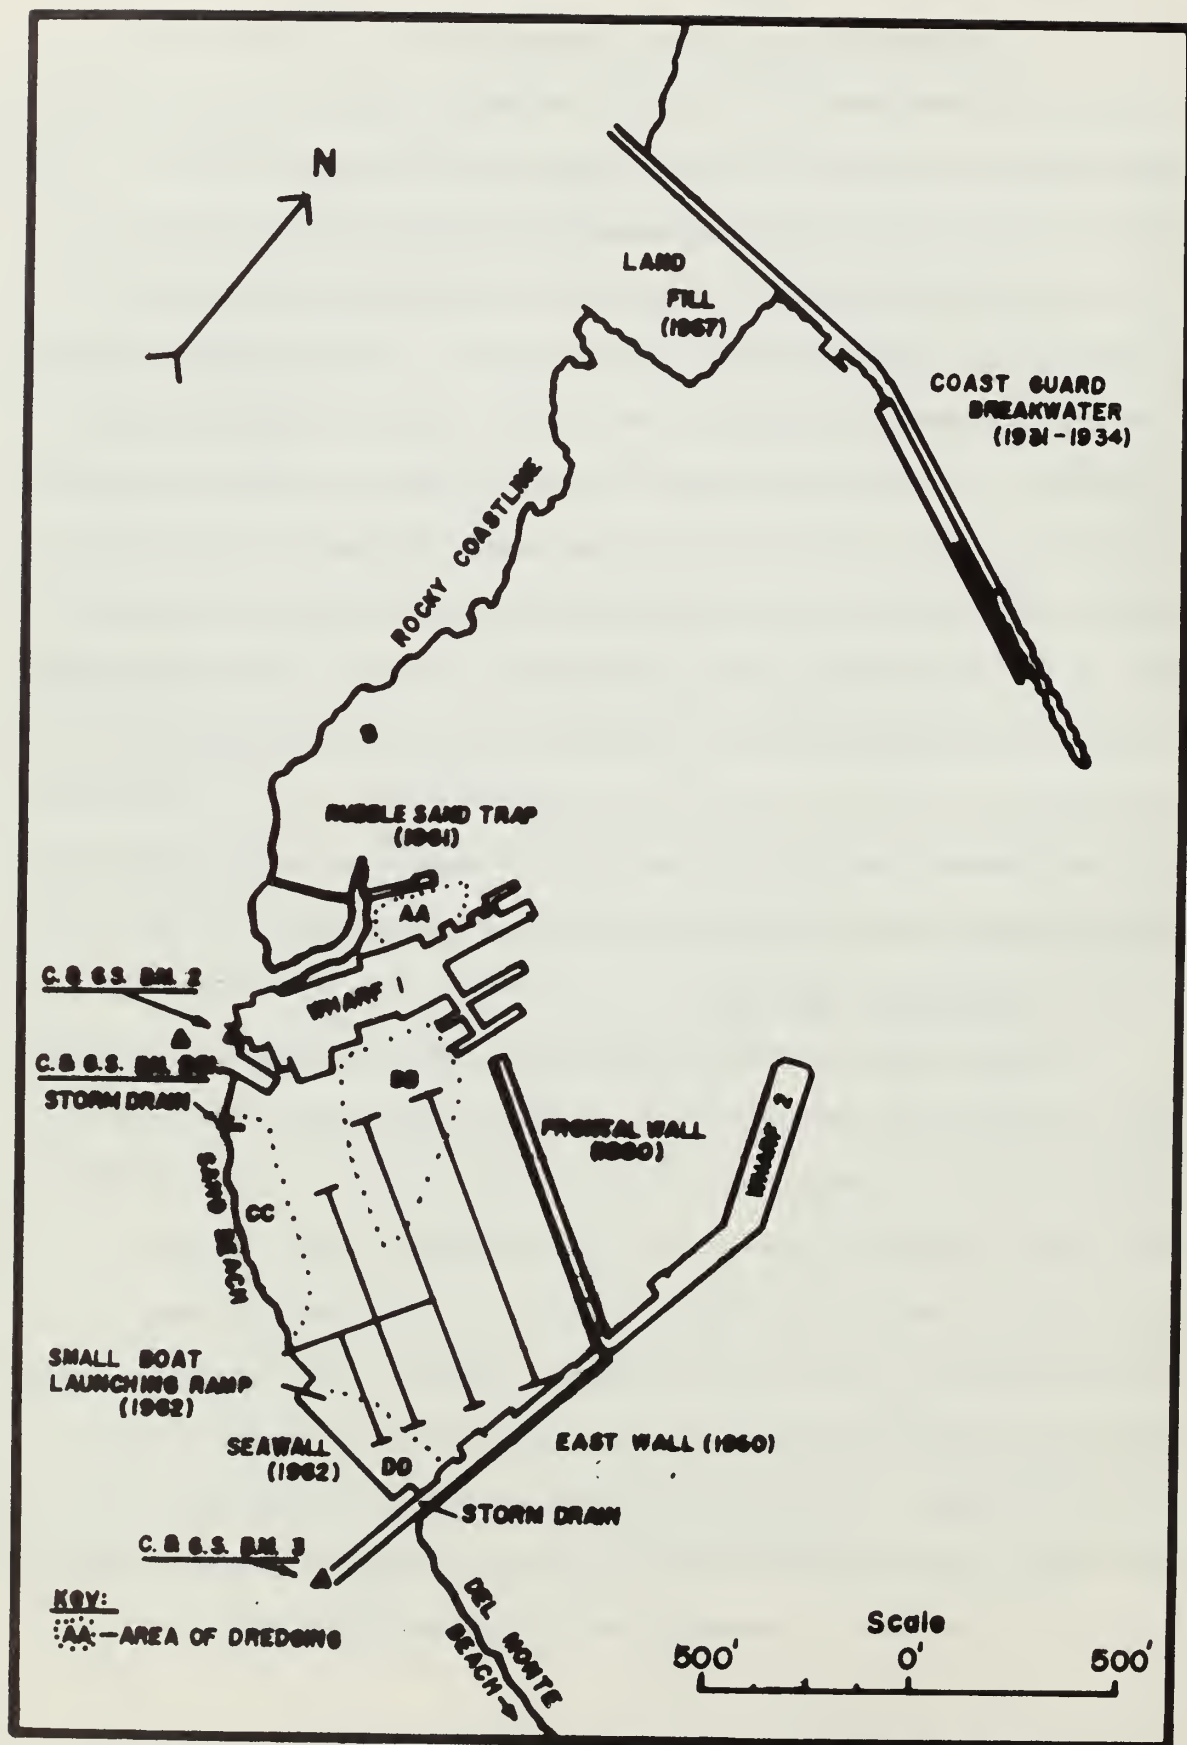 N
LAND
FILL
(1967)
COAST GUARD
BREAKWATER
(1931-1934)
ROCKY COASTLINE
RUBBLE SAND TRAP
(1961)
AA
C. & G.S. B.M. 2
WHARF 1
C. & G.S. B.M.
STORM DRAIN
BB
FRONTAL WALL
(1960)
WHARF 2
SAND BEACH
CC
SMALL BOAT
LAUNCHING RAMP
(1962)
SEAWALL
(1962)
DD
EAST WALL (1960)
STORM DRAIN
C. & G.S. B.M. 3
KEY:
AA - AREA OF DREDGING
DEL MONTE
BEACH
Scale
500' 0' 500'